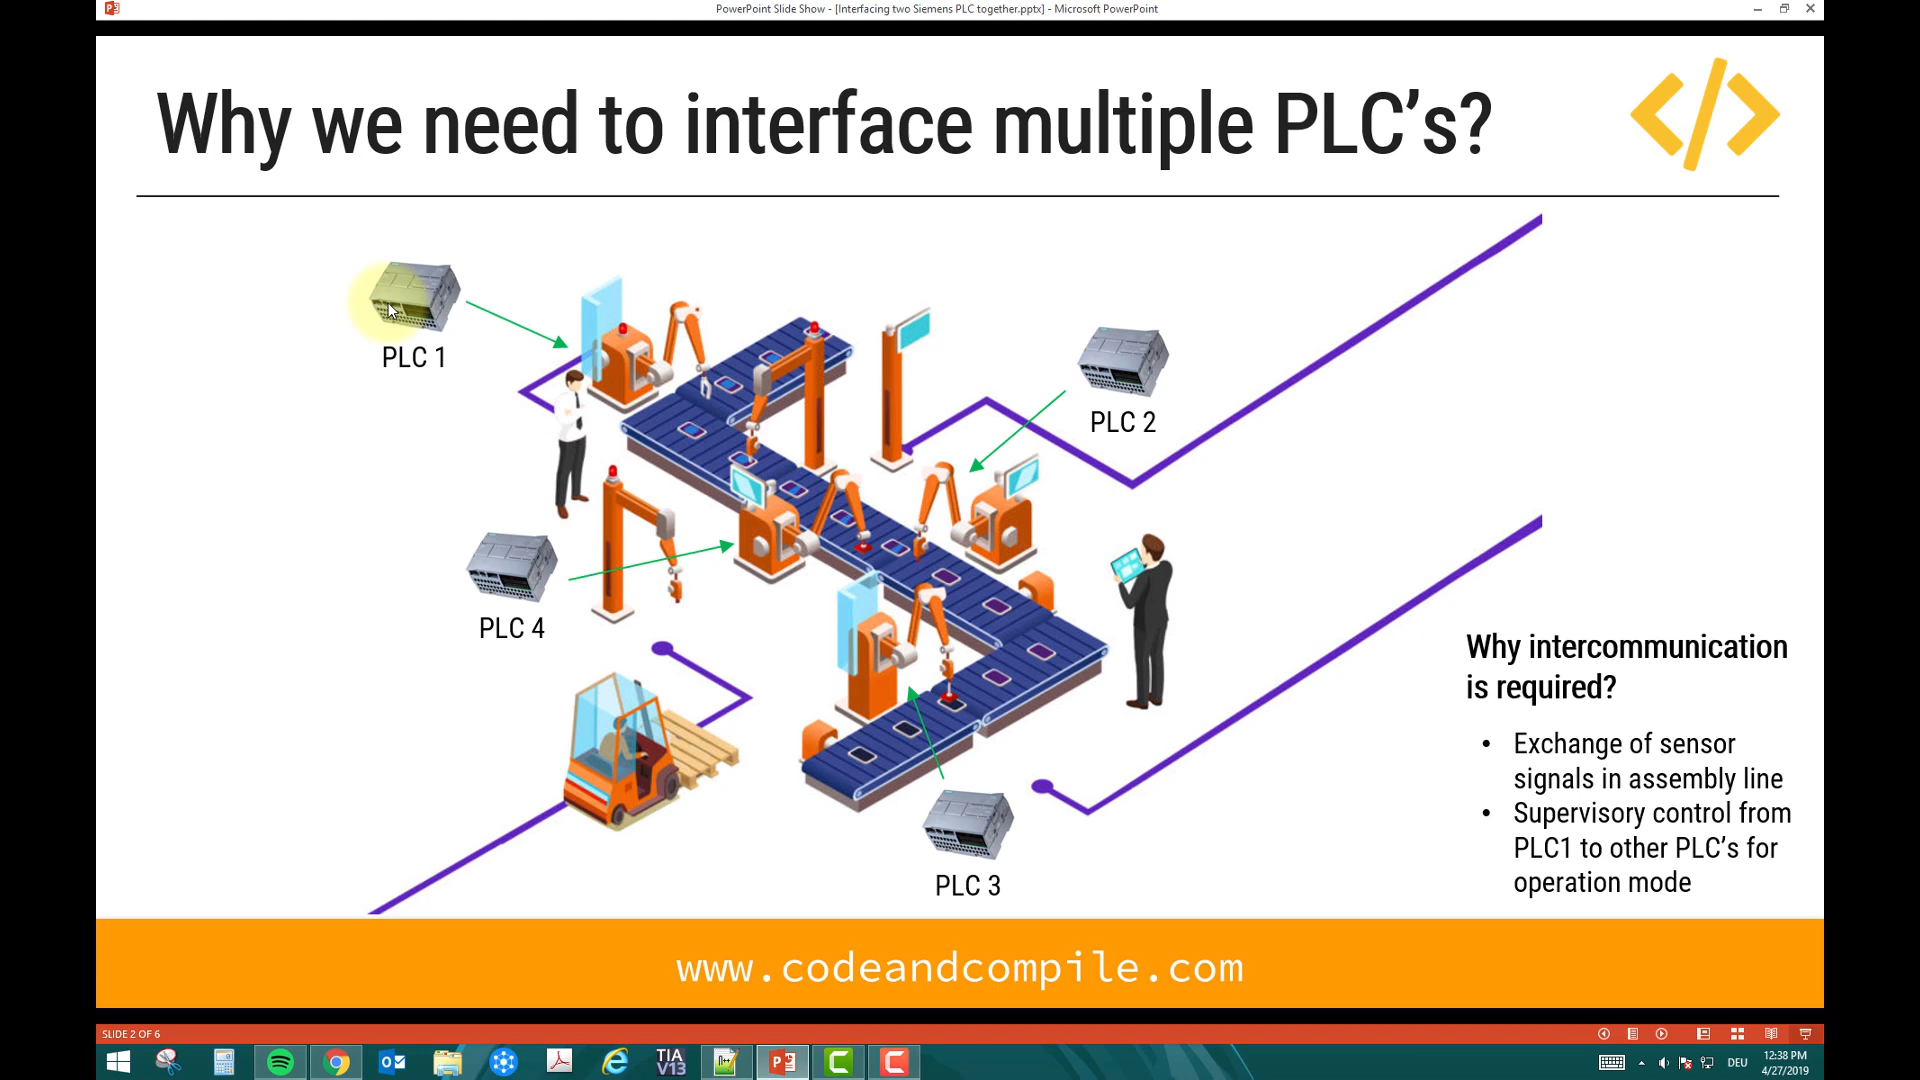 PowerPoint Slide Show - [Interfacing two Siemens PLC together.pptx] - Microsoft PowerPoint
Why we need to interface multiple PLC's?
PLC 1
PLC 2
PLC 4
PLC 3
Why intercommunication
is required?
• Exchange of sensor
signals in assembly line
• Supervisory control from
PLC1 to other PLC's for
operation mode
www.codeandcompile.com
SLIDE 2 OF 6
TIA
V13
DEU
12:38 PM
4/27/2019